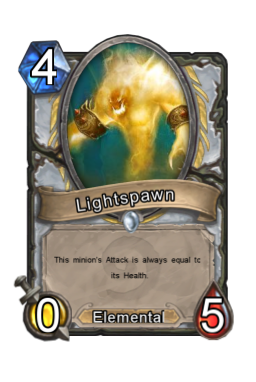 4
Lightspawn
This minion's Attack is always equal to
its Health.
0
Elemental
5